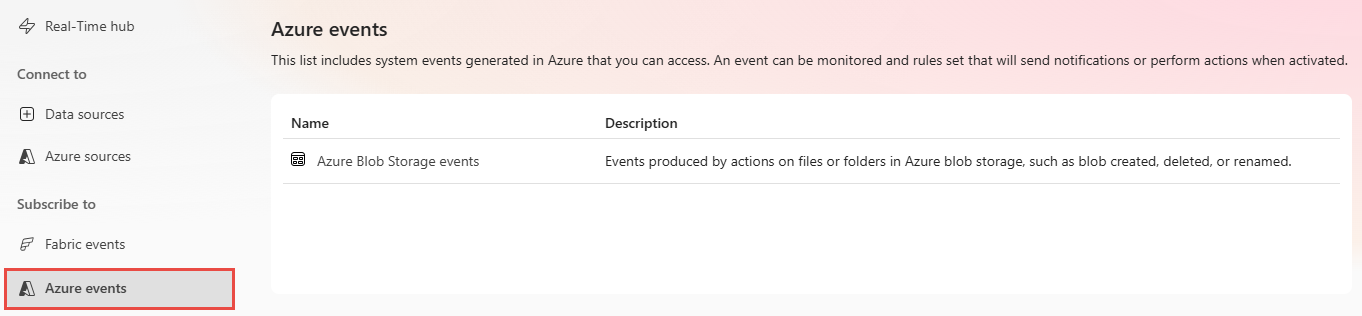 Real-Time hub
Connect to
Data sources
Azure sources
Subscribe to
Fabric events
Azure events
Azure events
This list includes system events generated in Azure that you can access. An event can be monitored and rules set that will send notifications or perform actions when activated.
Name Description
Azure Blob Storage events Events produced by actions on files or folders in Azure blob storage, such as blob created, deleted, or renamed.